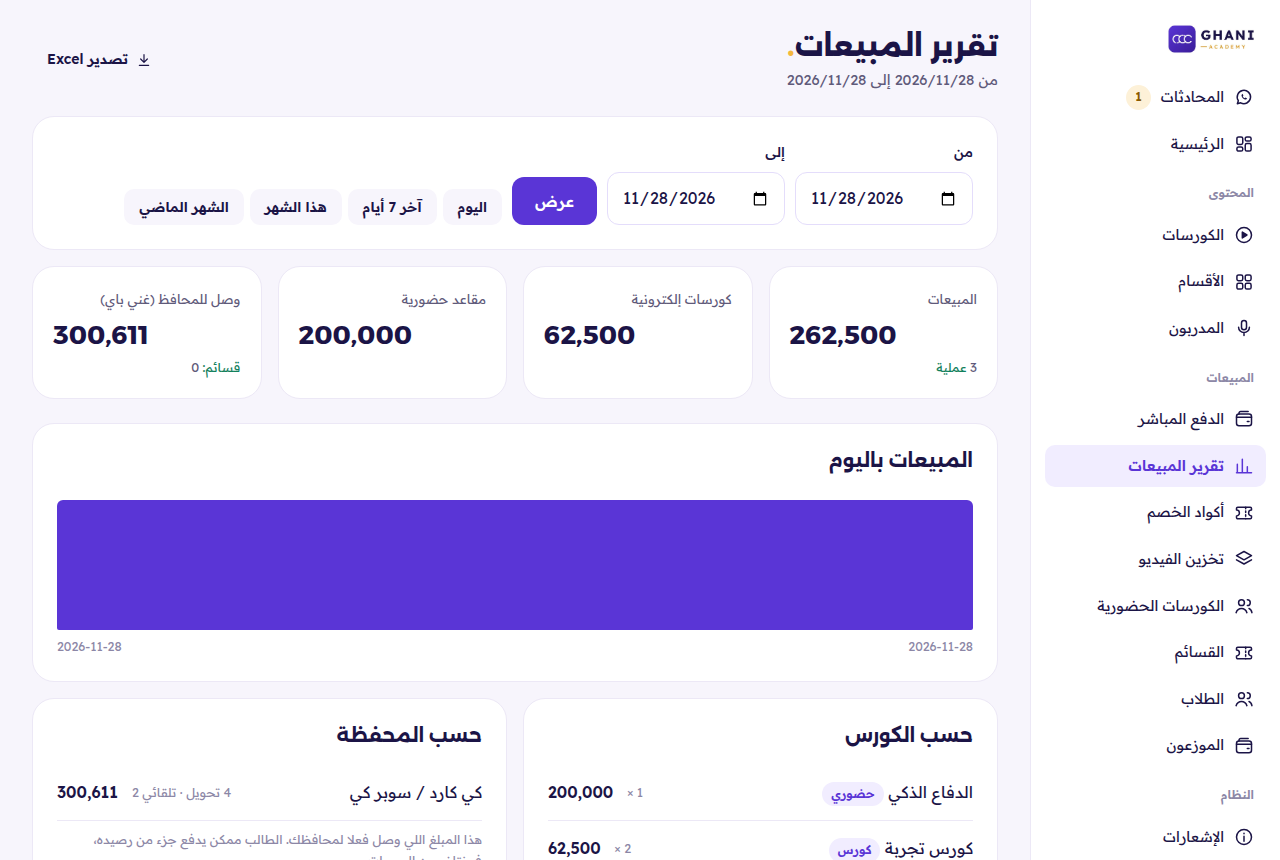 GHANI
ACADEMY
المحادثات 1
الرئيسية
المحتوى
الكورسات
الأقسام
المدربون
المبيعات
الدفع المباشر
تقرير المبيعات
أكواد الخصم
تخزين الفيديو
الكورسات الحضورية
القسائم
الطلاب
الموزعون
النظام
الإشعارات
تقرير المبيعات.
من 2026/11/28 إلى 2026/11/28
تصدير Excel
من
11/28/2026
إلى
11/28/2026
عرض
اليوم
آخر 7 أيام
هذا الشهر
الشهر الماضي
المبيعات
262,500
3 عملية
كورسات إلكترونية
62,500
مقاعد حضورية
200,000
وصل للمحافظ (غني باي)
300,611
قسائم: 0
المبيعات باليوم
2026-11-28
2026-11-28
حسب الكورس
الدفاع الذكي حضوري
× 1
200,000
كورس تجربة كورس
× 2
62,500
حسب المحفظة
كي كارد / سوبر كي
4 تحويل · تلقائي 2
300,611
هذا المبلغ اللي وصل فعلا لمحافظك. الطالب ممكن يدفع جزء من رصيده،